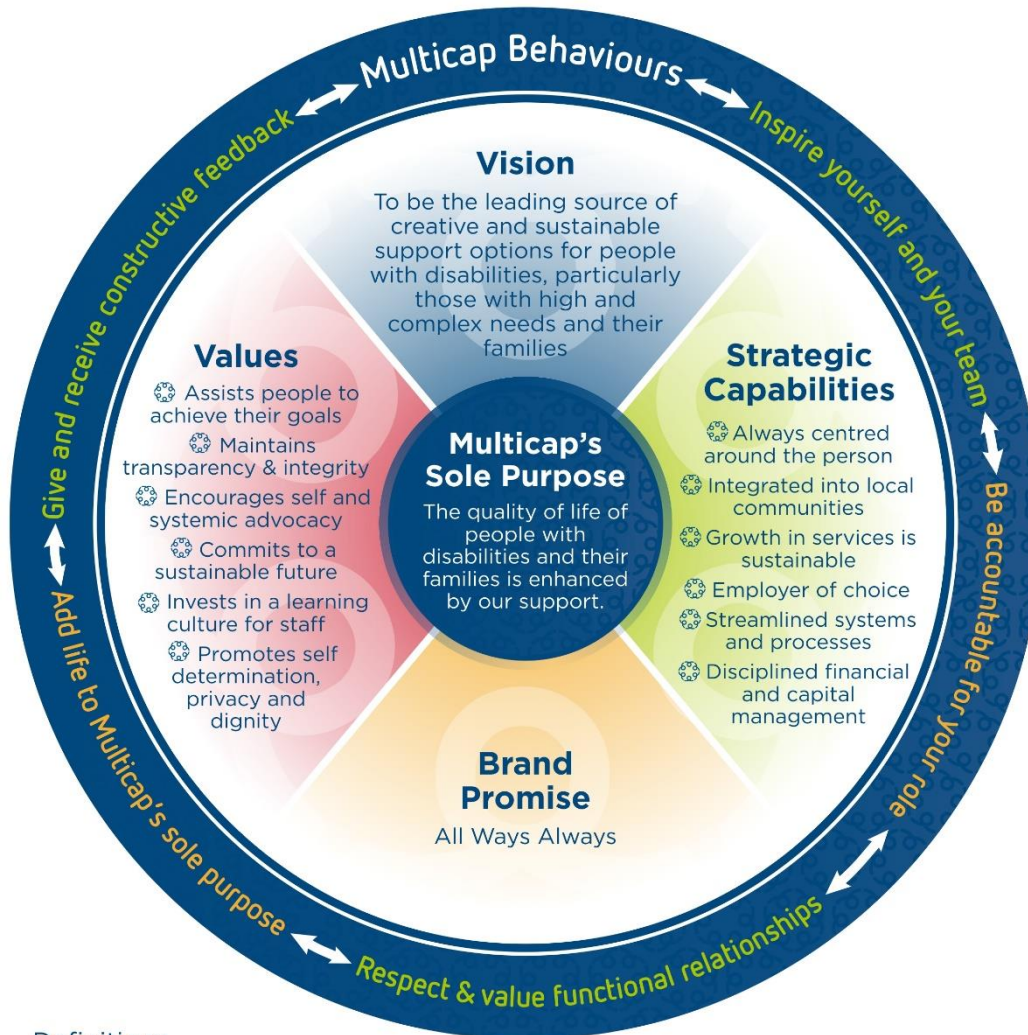 Multicap Behaviours
Inspire yourself and your team
Be accountable for your role
Respect & value functional relationships
Add life to Multicap's sole purpose
Give and receive constructive feedback
Vision
To be the leading source of
creative and sustainable
support options for people
with disabilities, particularly
those with high and
complex needs and their
families
Values
Assists people to
achieve their goals
Maintains
transparency & integrity
Encourages self and
systemic advocacy
Commits to a
sustainable future
Invests in a learning
culture for staff
Promotes self
determination,
privacy and
dignity
Multicap's
Sole Purpose
The quality of life of
people with
disabilities and their
families is enhanced
by our support.
Strategic
Capabilities
Always centred
around the person
Integrated into local
communities
Growth in services is
sustainable
Employer of choice
Streamlined systems
and processes
Disciplined financial
and capital
management
Brand
Promise
All Ways Always